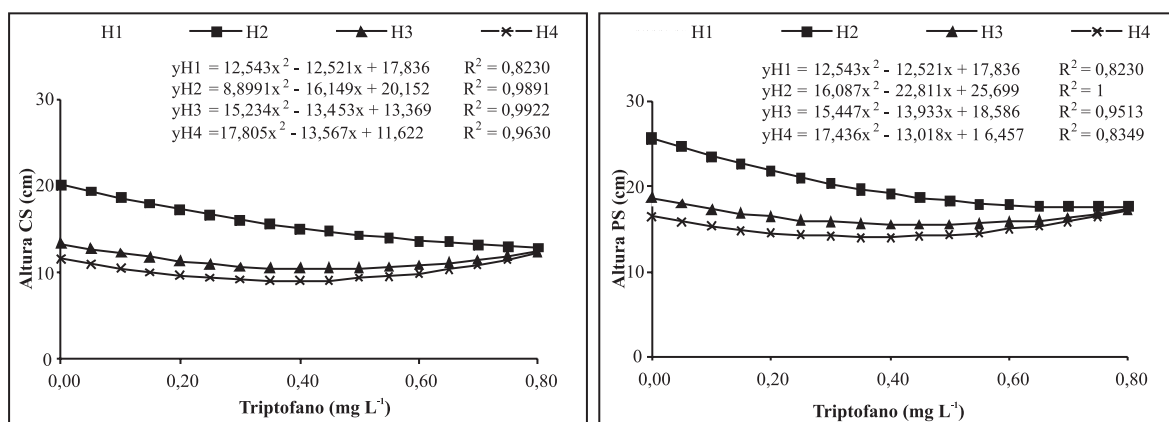 H1 H2 H3 H4
yH1 = 12,543x² - 12,521x + 17,836 R² = 0,8230
yH2 = 8,8991x² - 16,149x + 20,152 R² = 0,9891
yH3 = 15,234x² - 13,453x + 13,369 R² = 0,9922
yH4 =17,805x² - 13,567x + 11,622 R² = 0,9630
Altura CS (cm)
30
20
10
0
0,00 0,20 0,40 0,60 0,80
Triptofano (mg L⁻¹)
H1 H2 H3 H4
yH1 = 12,543x² - 12,521x + 17,836 R² = 0,8230
yH2 = 16,087x² - 22,811x + 25,699 R² = 1
yH3 = 15,447x² - 13,933x + 18,586 R² = 0,9513
yH4 = 17,436x² - 13,018x + 1 6,457 R² = 0,8349
Altura PS (cm)
30
20
10
0
0,00 0,20 0,40 0,60 0,80
Triptofano (mg L⁻¹)